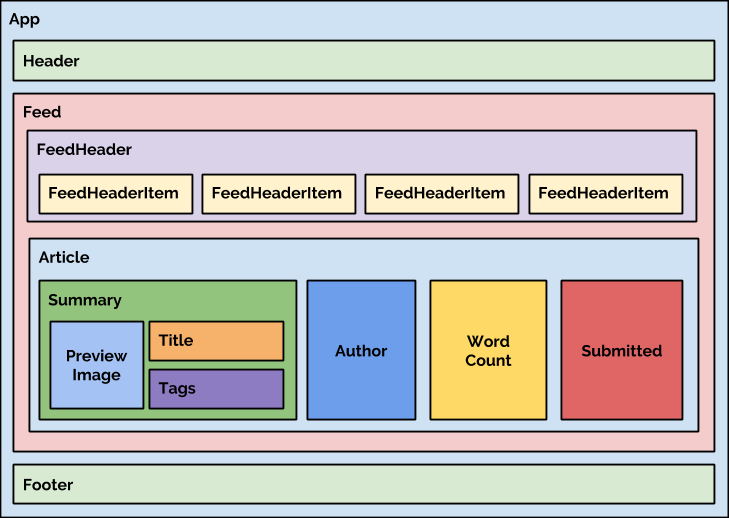 App
Header
Feed
FeedHeader
FeedHeaderItem FeedHeaderItem FeedHeaderItem FeedHeaderItem
Article
Summary
Preview
Image
Title
Tags
Author
Word
Count
Submitted
Footer